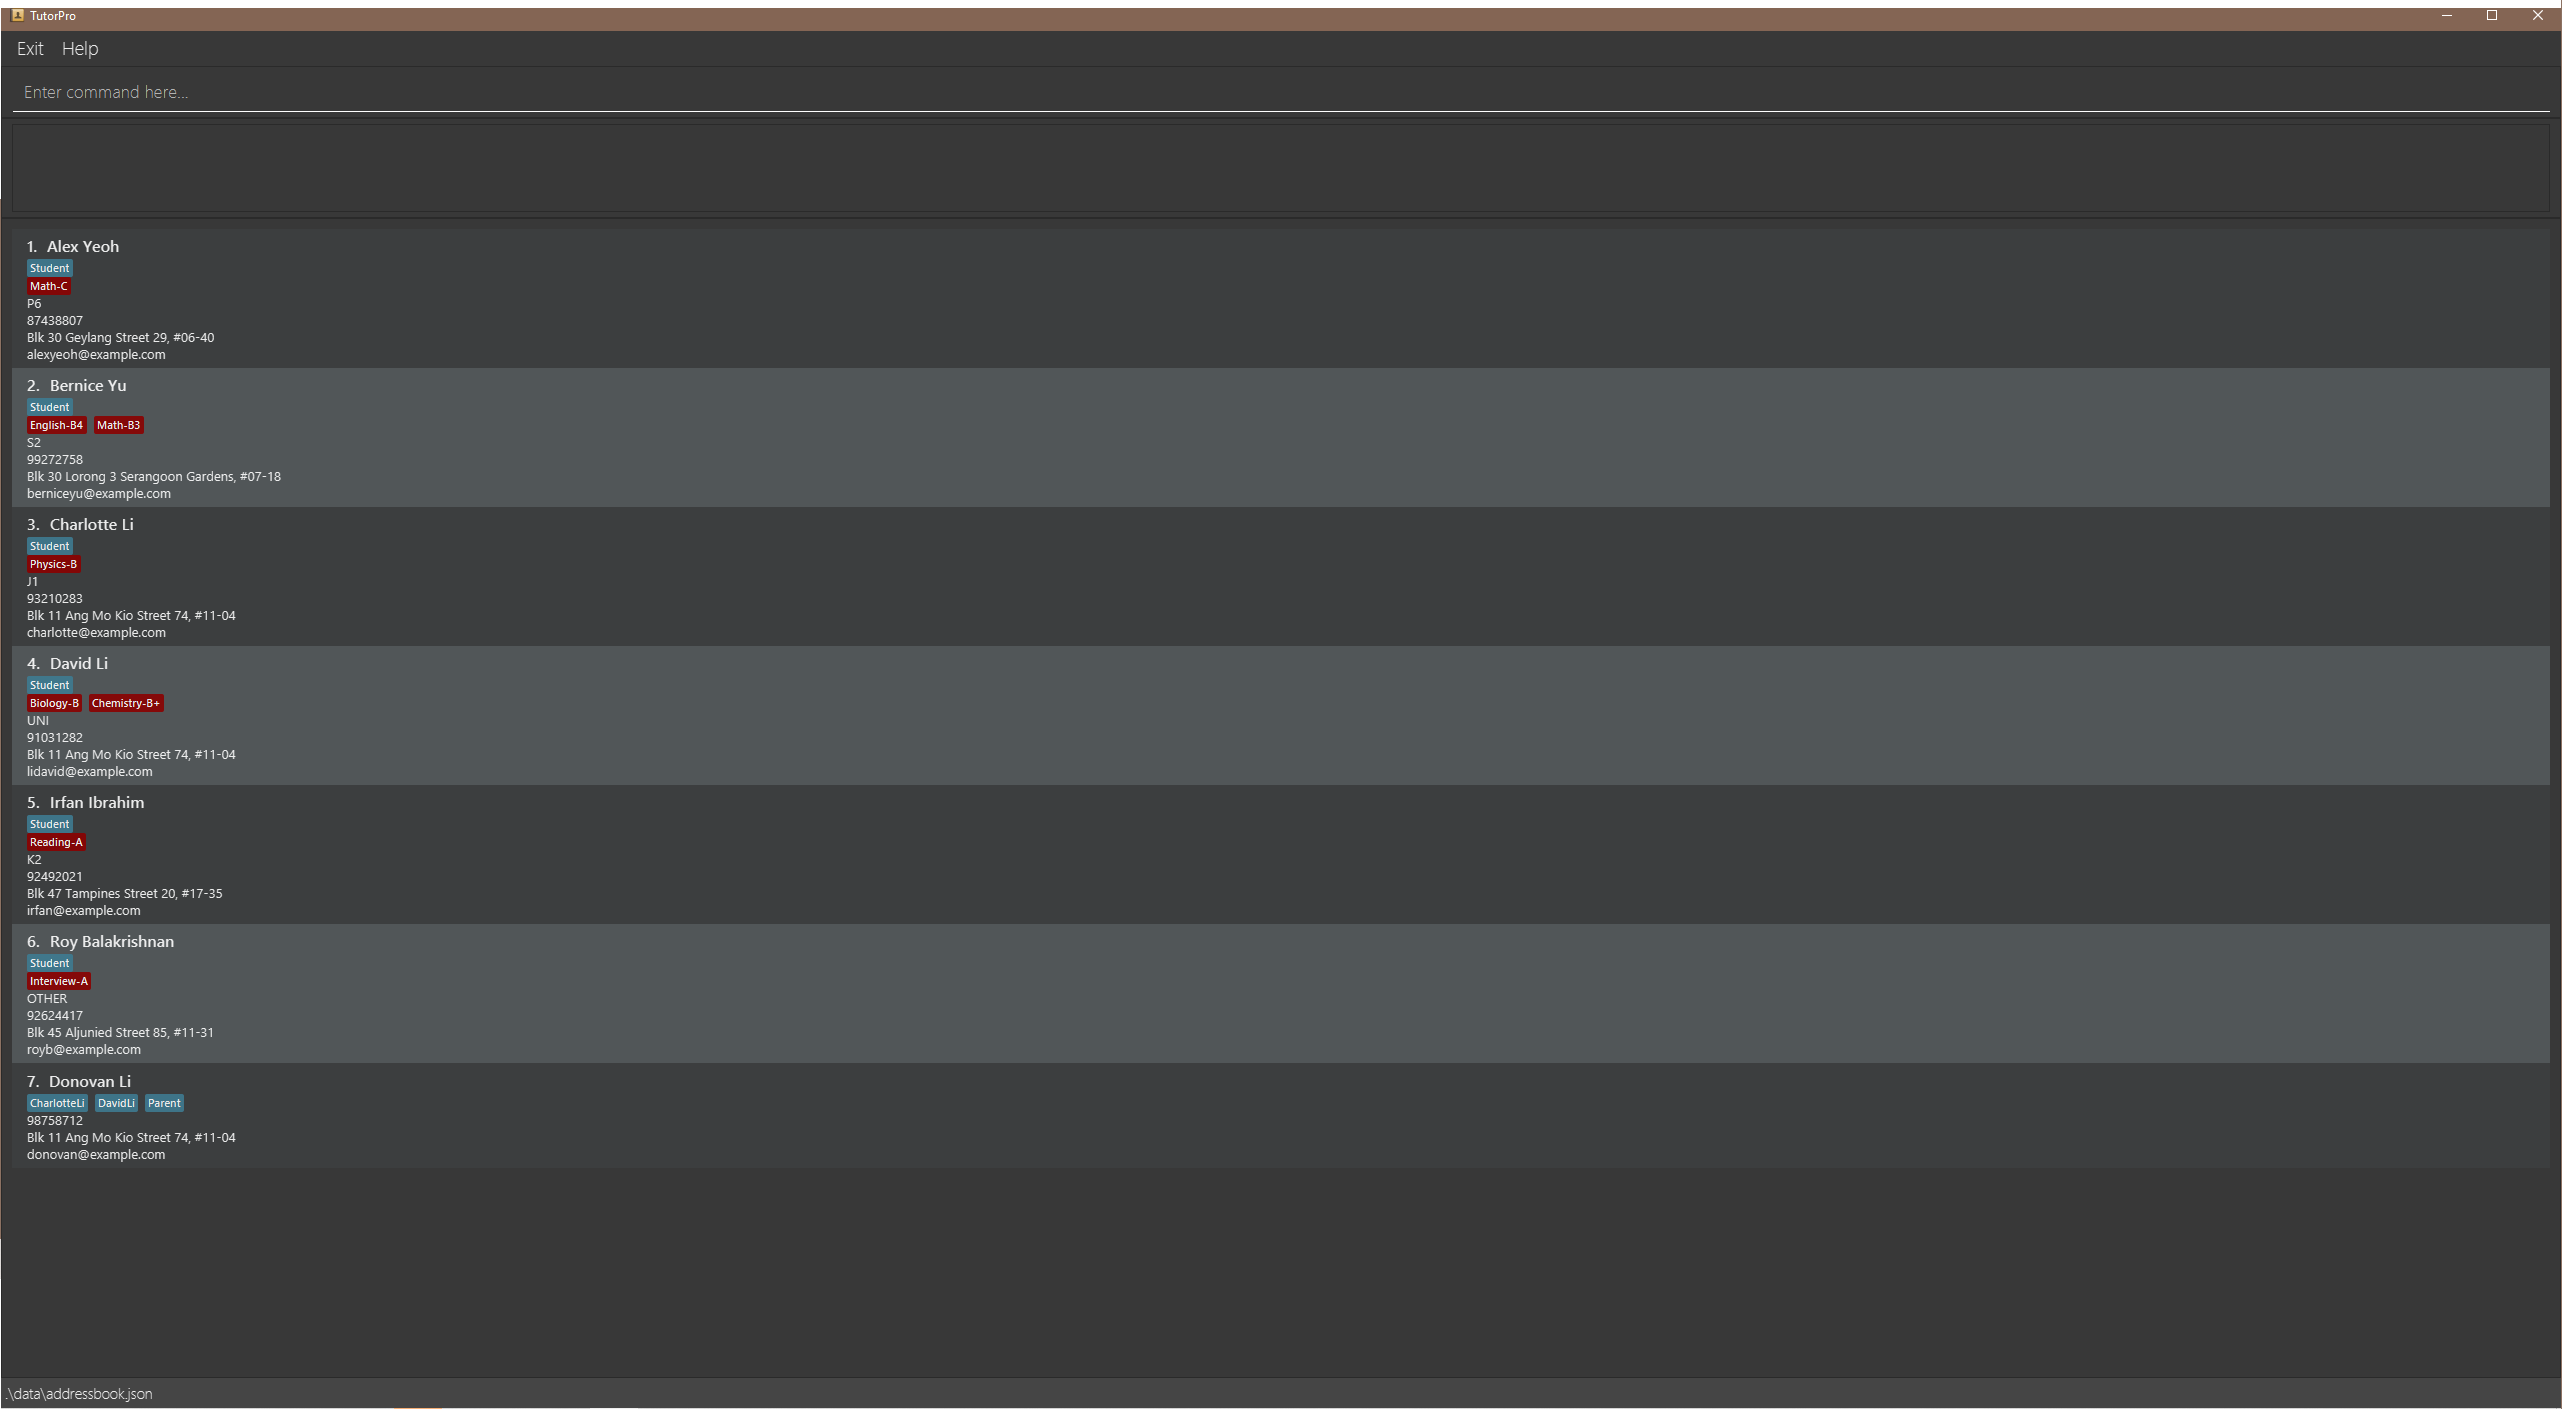 TutorPro
Exit Help
Enter command here...
1. Alex Yeoh
Student
Math-C
P6
87438807
Blk 30 Geylang Street 29, #06-40
alexyeoh@example.com
2. Bernice Yu
Student
English-B4 Math-B3
S2
99272758
Blk 30 Lorong 3 Serangoon Gardens, #07-18
berniceyu@example.com
3. Charlotte Li
Student
Physics-B
J1
93210283
Blk 11 Ang Mo Kio Street 74, #11-04
charlotte@example.com
4. David Li
Student
Biology-B Chemistry-B+
UNI
91031282
Blk 11 Ang Mo Kio Street 74, #11-04
lidavid@example.com
5. Irfan Ibrahim
Student
Reading-A
K2
92492021
Blk 47 Tampines Street 20, #17-35
irfan@example.com
6. Roy Balakrishnan
Student
Interview-A
OTHER
92624417
Blk 45 Aljunied Street 85, #11-31
royb@example.com
7. Donovan Li
CharlotteLi DavidLi Parent
98758712
Blk 11 Ang Mo Kio Street 74, #11-04
donovan@example.com
.\data\addressbook.json